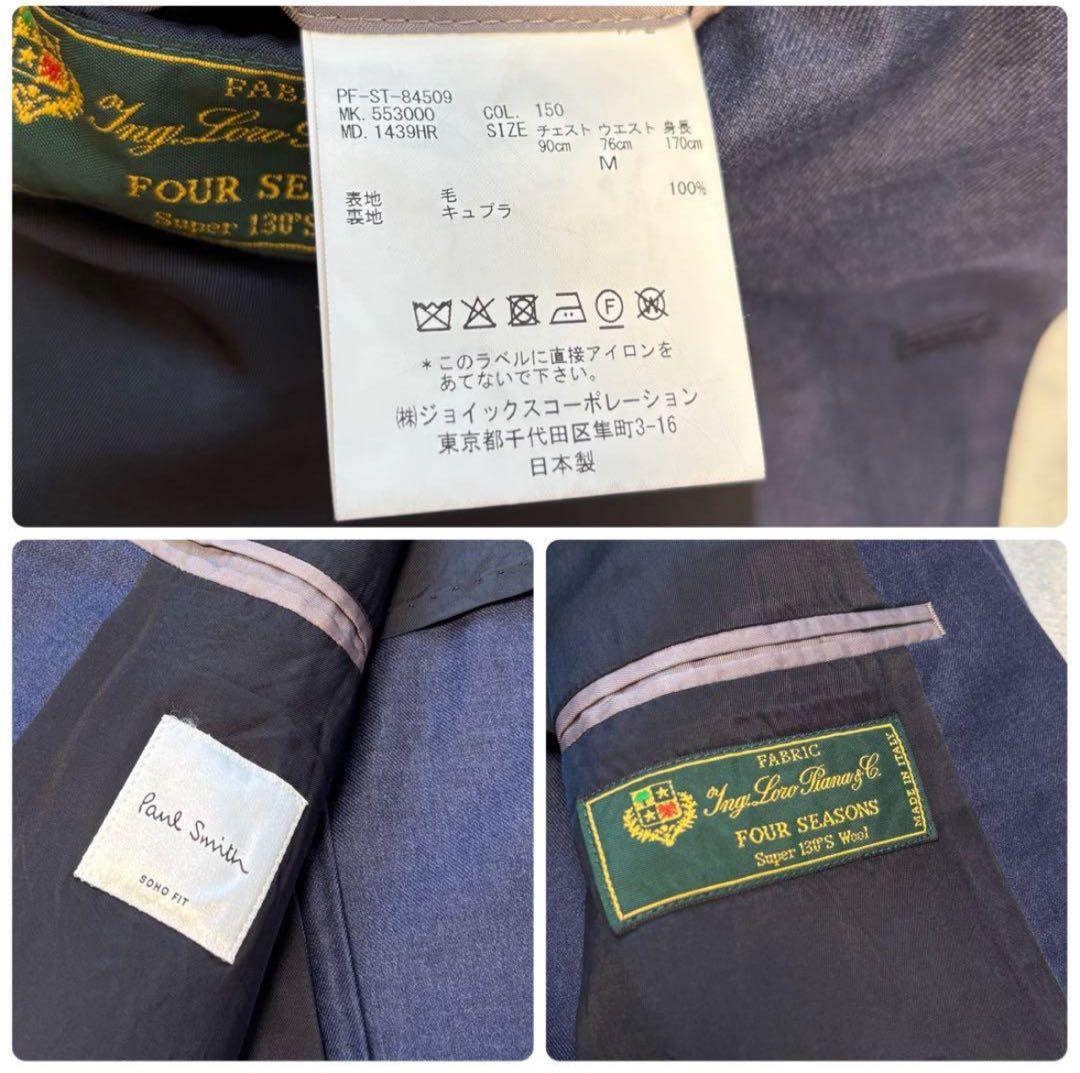 FAB
Ing. Loro
FOUR SE
Super 130'S
PF-ST-84509
MK. 553000 COL. 150
MD. 1439HR SIZE チェスト ウエスト 身長
90cm 76cm 170cm
M
表地 毛 100%
裏地 キュプラ
F
W
*このラベルに直接アイロンを
あてないで下さい。
㈱ジョイックスコーポレーション
東京都千代田区隼町3-16
日本製
Paul Smith
SOHO FIT
FABRIC
Ing. Loro Piana & C.
FOUR SEASONS
Super 130'S Wool
MADE IN ITALY